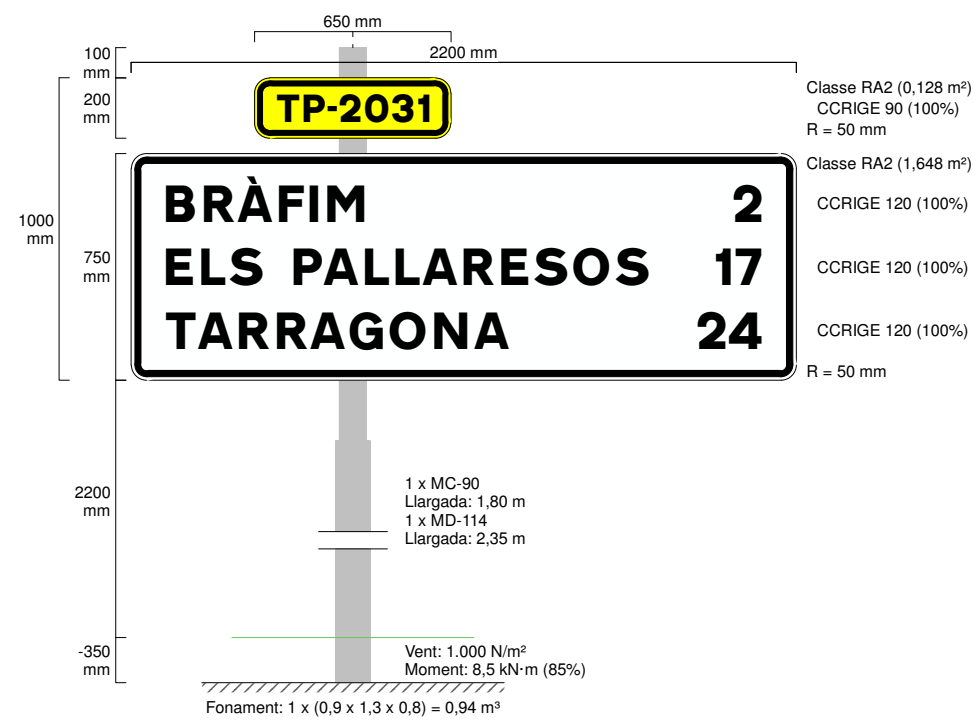 650 mm
2200 mm
100
mm
200
mm
TP-2031
Classe RA2 (0,128 m²)
CCRIGE 90 (100%)
R = 50 mm
Classe RA2 (1,648 m²)
1000
mm
750
mm
BRÀFIM 2
CCRIGE 120 (100%)
ELS PALLARESOS 17
CCRIGE 120 (100%)
TARRAGONA 24
CCRIGE 120 (100%)
R = 50 mm
2200
mm
1 x MC-90
Llargada: 1,80 m
1 x MD-114
Llargada: 2,35 m
-350
mm
Vent: 1.000 N/m²
Moment: 8,5 kN·m (85%)
Fonament: 1 x (0,9 x 1,3 x 0,8) = 0,94 m³